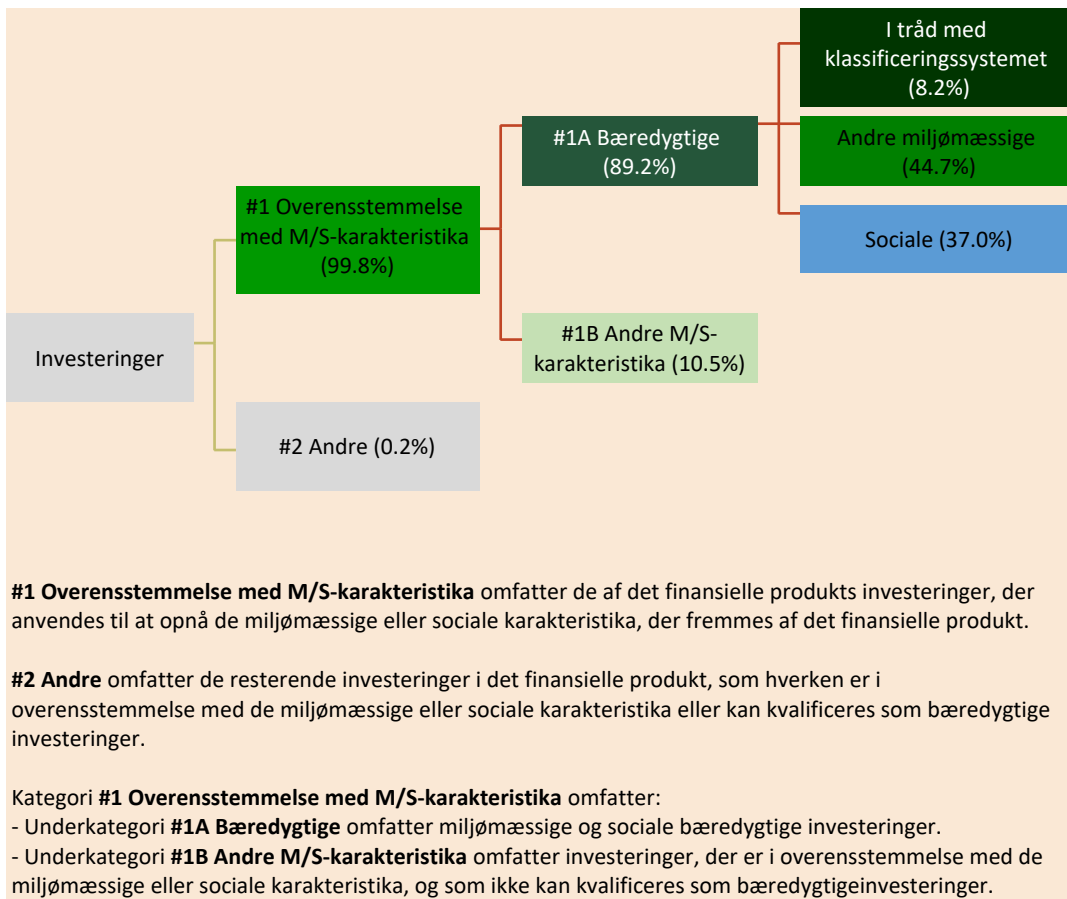 I tråd med
klassificeringssystemet
(8.2%)
#1A Bæredygtige
(89.2%)
Andre miljømæssige
(44.7%)
#1 Overensstemmelse
med M/S-karakteristika
(99.8%)
Sociale (37.0%)
#1B Andre M/S-
karakteristika (10.5%)
Investeringer
#2 Andre (0.2%)
#1 Overensstemmelse med M/S-karakteristika omfatter de af det finansielle produkts investeringer, der
anvendes til at opnå de miljømæssige eller sociale karakteristika, der fremmes af det finansielle produkt.
#2 Andre omfatter de resterende investeringer i det finansielle produkt, som hverken er i
overensstemmelse med de miljømæssige eller sociale karakteristika eller kan kvalificeres som bæredygtige
investeringer.
Kategori #1 Overensstemmelse med M/S-karakteristika omfatter:
- Underkategori #1A Bæredygtige omfatter miljømæssige og sociale bæredygtige investeringer.
- Underkategori #1B Andre M/S-karakteristika omfatter investeringer, der er i overensstemmelse med de
miljømæssige eller sociale karakteristika, og som ikke kan kvalificeres som bæredygtigeinvesteringer.